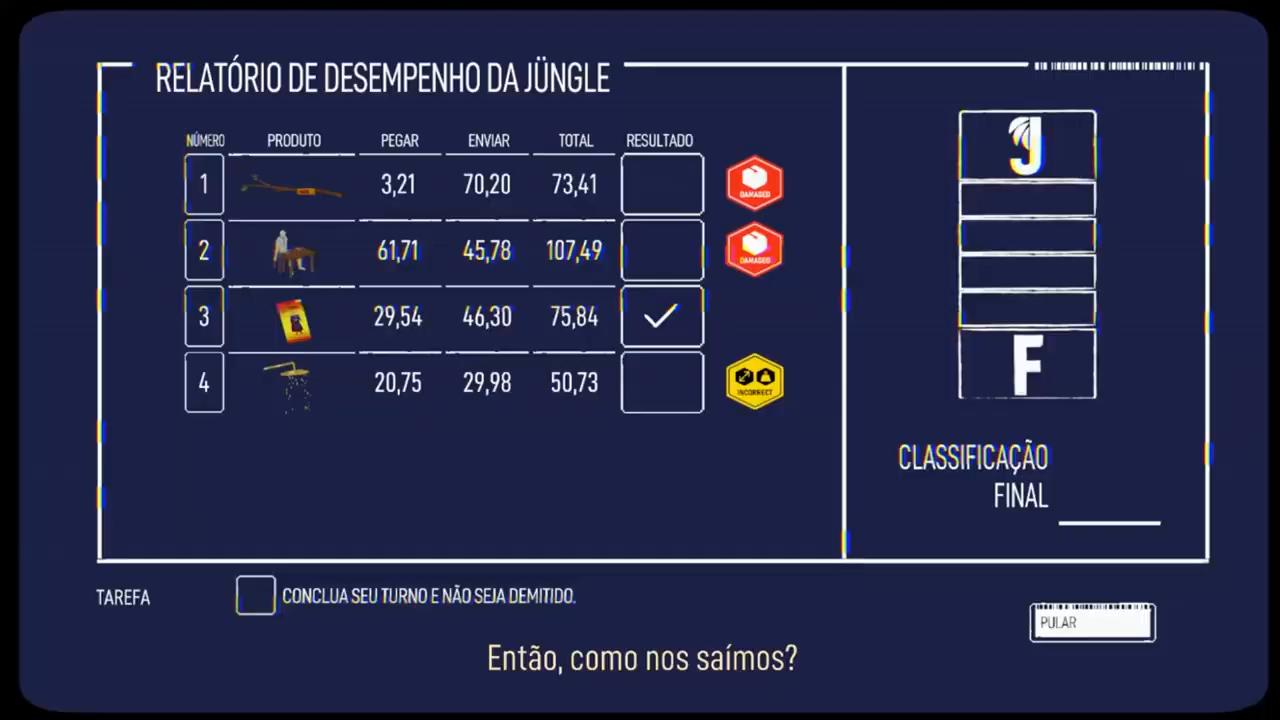 RELATÓRIO DE DESEMPENHO DA JÜNGLE
NÚMERO PRODUTO PEGAR ENVIAR TOTAL RESULTADO
1 3,21 70,20 73,41 DAMAGED
2 61,71 45,78 107,49 DAMAGED
3 29,54 46,30 75,84
4 20,75 29,98 50,73 INCORRECT
J
F
CLASSIFICAÇÃO
FINAL
TAREFA CONCLUA SEU TURNO E NÃO SEJA DEMITIDO.
PULAR
Então, como nos saímos?